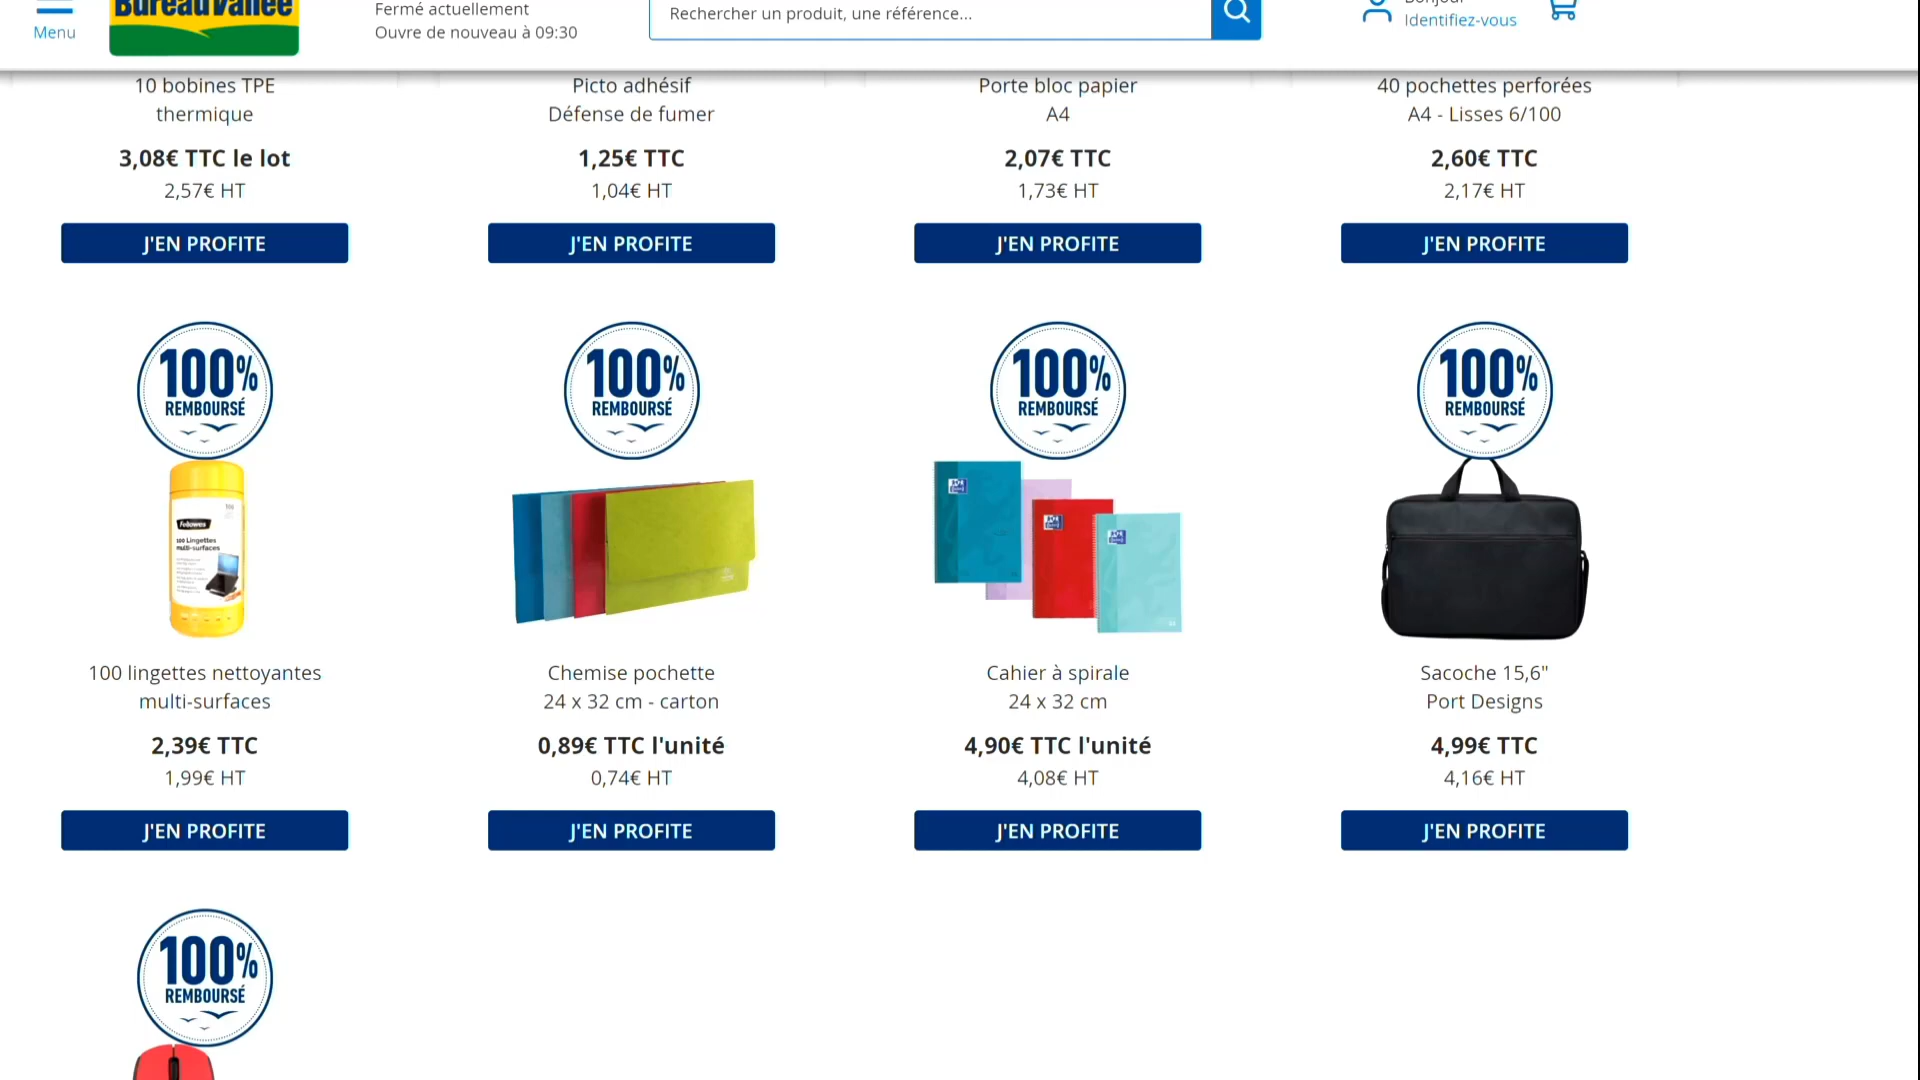 Menu
BureauVallée
Fermé actuellement
Ouvre de nouveau à 09:30
Rechercher un produit, une référence...
Bonjour
Identifiez-vous
10 bobines TPE
thermique
3,08€ TTC le lot
2,57€ HT
J'EN PROFITE
Picto adhésif
Défense de fumer
1,25€ TTC
1,04€ HT
J'EN PROFITE
Porte bloc papier
A4
2,07€ TTC
1,73€ HT
J'EN PROFITE
40 pochettes perforées
A4 - Lisses 6/100
2,60€ TTC
2,17€ HT
J'EN PROFITE
100%
REMBOURSÉ
Fellowes
100 Lingettes
multi-surfaces
100 lingettes nettoyantes
multi-surfaces
2,39€ TTC
1,99€ HT
J'EN PROFITE
100%
REMBOURSÉ
Chemise pochette
24 x 32 cm - carton
0,89€ TTC l'unité
0,74€ HT
J'EN PROFITE
100%
REMBOURSÉ
Cahier à spirale
24 x 32 cm
4,90€ TTC l'unité
4,08€ HT
J'EN PROFITE
100%
REMBOURSÉ
Sacoche 15,6"
Port Designs
4,99€ TTC
4,16€ HT
J'EN PROFITE
100%
REMBOURSÉ